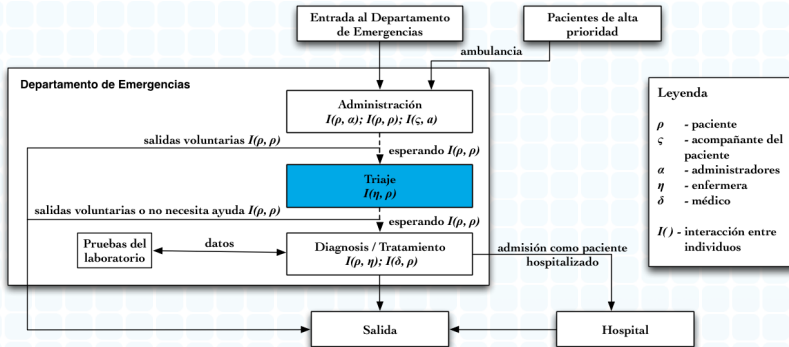 Entrada al Departamento
de Emergencias
Pacientes de alta
prioridad
ambulancia
Departamento de Emergencias
Administración
I(ρ, α); I(ρ, ρ); I(ς, a)
salidas voluntarias I(ρ, ρ)
esperando I(ρ, ρ)
Triaje
I(η, ρ)
salidas voluntarias o no necesita ayuda I(ρ, ρ)
esperando I(ρ, ρ)
Pruebas del
laboratorio
datos
Diagnosis / Tratamiento
I(ρ, η); I(δ, ρ)
admisión como paciente
hospitalizado
Salida
Hospital
Leyenda
ρ - paciente
ς - acompañante del
paciente
α - administradores
η - enfermera
δ - médico
I( ) - interacción entre
individuos